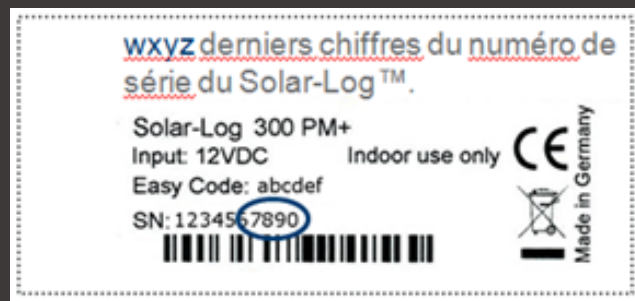 wxyz derniers chiffres du numéro de
série du Solar-Log™.
Solar-Log 300 PM+
Input: 12VDC Indoor use only CE
Easy Code: abcdef
SN: 1234567890
Made in Germany